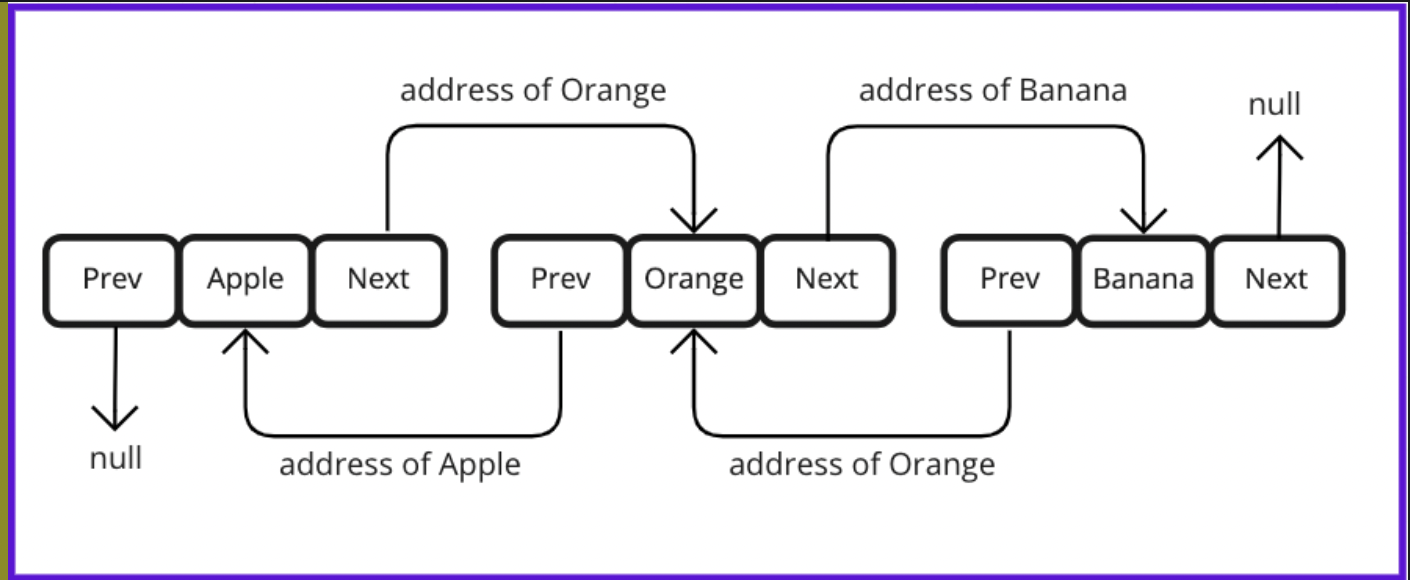 address of Orange
address of Banana
null
Prev
Apple
Next
Prev
Orange
Next
Prev
Banana
Next
null
address of Apple
address of Orange